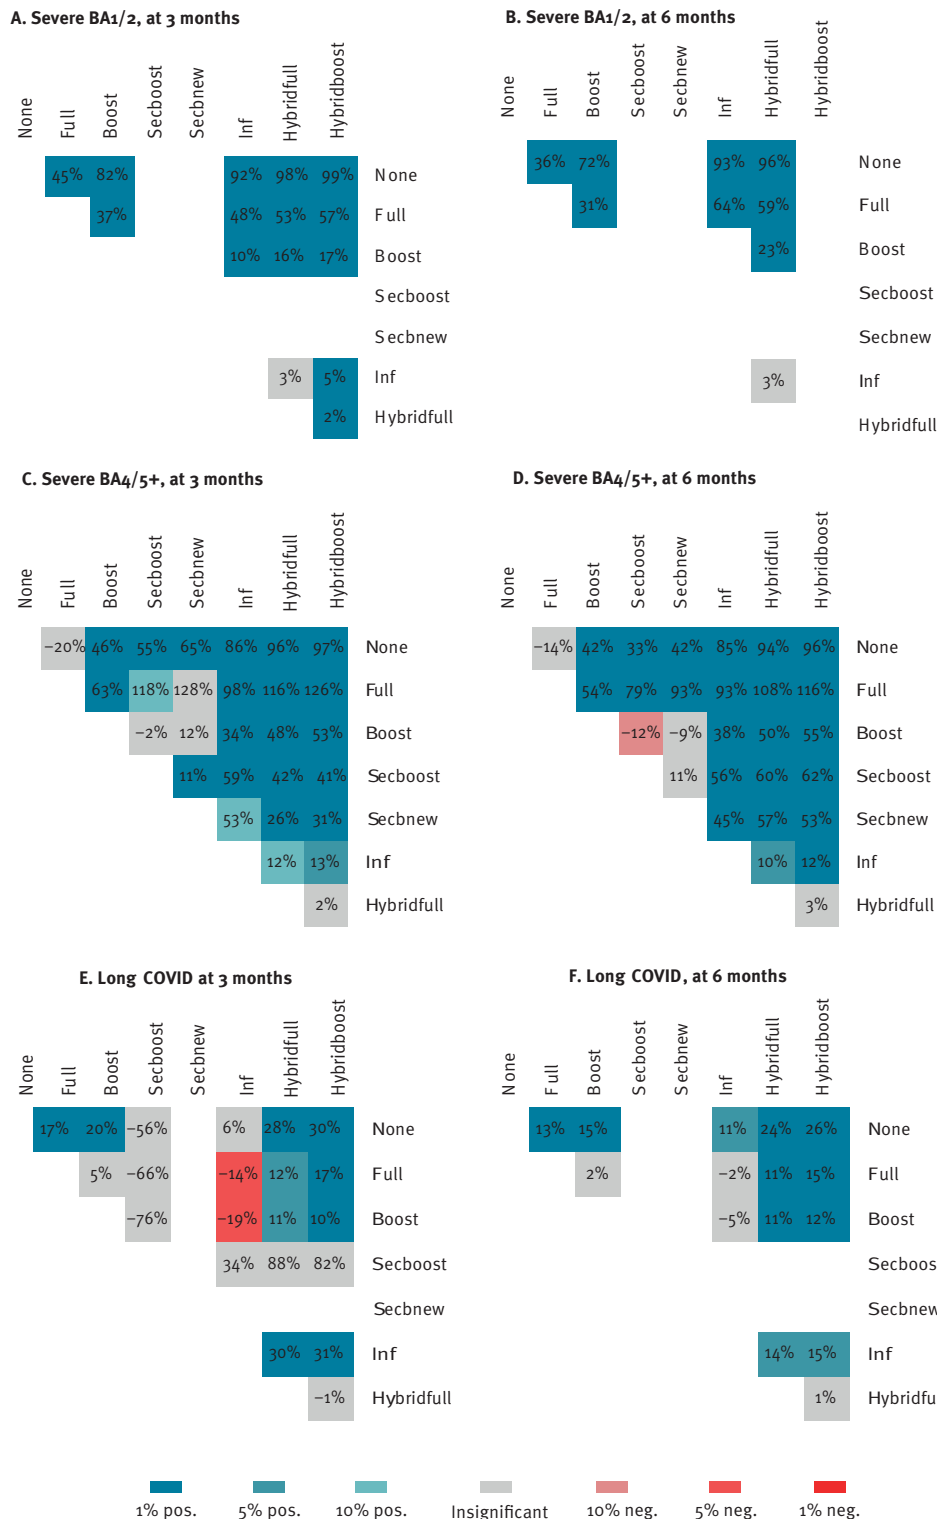 A. Severe BA1/2, at 3 months
None Full Boost Secboost Secbnew Inf Hybridfull Hybridboost
45% 82% 92% 98% 99% None
37% 48% 53% 57% Full
10% 16% 17% Boost
Secboost
Secbnew
3% 5% Inf
2% Hybridfull
B. Severe BA1/2, at 6 months
None Full Boost Secboost Secbnew Inf Hybridfull Hybridboost
36% 72% 93% 96% None
31% 64% 59% Full
23% Boost
Secboost
Secbnew
3% Inf
Hybridfull
C. Severe BA4/5+, at 3 months
None Full Boost Secboost Secbnew Inf Hybridfull Hybridboost
−20% 46% 55% 65% 86% 96% 97% None
63% 118% 128% 98% 116% 126% Full
−2% 12% 34% 48% 53% Boost
11% 59% 42% 41% Secboost
53% 26% 31% Secbnew
12% 13% Inf
2% Hybridfull
D. Severe BA4/5+, at 6 months
None Full Boost Secboost Secbnew Inf Hybridfull Hybridboost
−14% 42% 33% 42% 85% 94% 96% None
54% 79% 93% 93% 108% 116% Full
−12% −9% 38% 50% 55% Boost
11% 56% 60% 62% Secboost
45% 57% 53% Secbnew
10% 12% Inf
3% Hybridfull
E. Long COVID at 3 months
None Full Boost Secboost Secbnew Inf Hybridfull Hybridboost
17% 20% −56% 6% 28% 30% None
5% −66% −14% 12% 17% Full
−76% −19% 11% 10% Boost
34% 88% 82% Secboost
Secbnew
30% 31% Inf
−1% Hybridfull
F. Long COVID, at 6 months
None Full Boost Secboost Secbnew Inf Hybridfull Hybridboost
13% 15% 11% 24% 26% None
2% −2% 11% 15% Full
−5% 11% 12% Boost
Secboos
Secbnew
14% 15% Inf
1% Hybridfu
1% pos. 5% pos. 10% pos. Insignificant 10% neg. 5% neg. 1% neg.